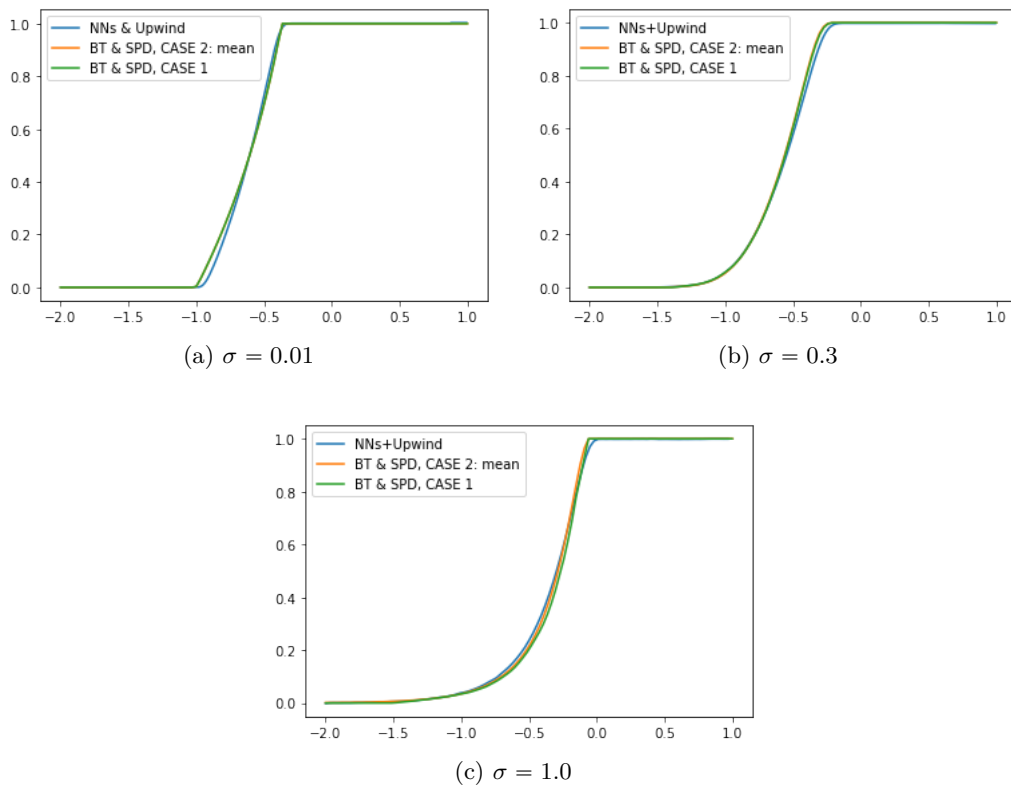 1.0
0.8
0.6
0.4
0.2
0.0
NNs & Upwind
BT & SPD, CASE 2: mean
BT & SPD, CASE 1
−2.0 −1.5 −1.0 −0.5 0.0 0.5 1.0
(a) σ = 0.01
1.0
0.8
0.6
0.4
0.2
0.0
NNs+Upwind
BT & SPD, CASE 2: mean
BT & SPD, CASE 1
−2.0 −1.5 −1.0 −0.5 0.0 0.5 1.0
(b) σ = 0.3
1.0
0.8
0.6
0.4
0.2
0.0
NNs+Upwind
BT & SPD, CASE 2: mean
BT & SPD, CASE 1
−2.0 −1.5 −1.0 −0.5 0.0 0.5 1.0
(c) σ = 1.0